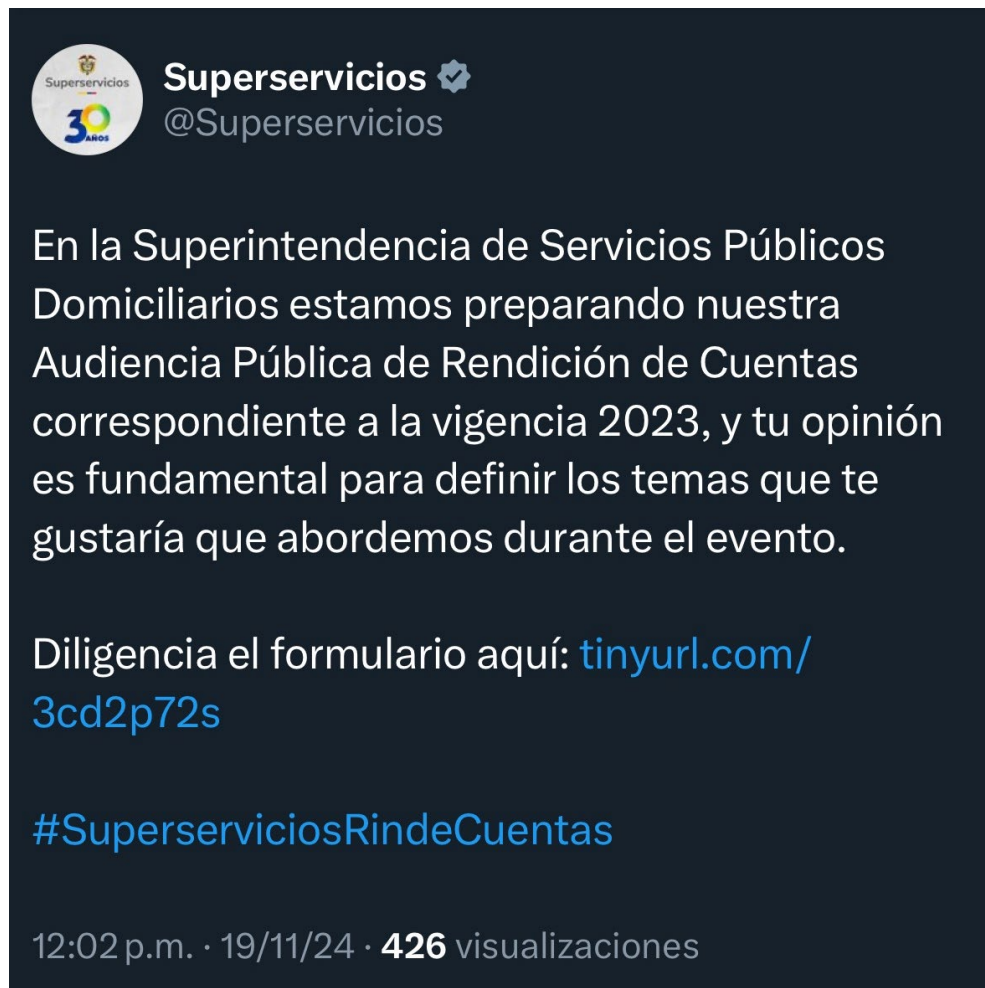 Superservicios
30
AÑOS
Superservicios
@Superservicios
En la Superintendencia de Servicios Públicos
Domiciliarios estamos preparando nuestra
Audiencia Pública de Rendición de Cuentas
correspondiente a la vigencia 2023, y tu opinión
es fundamental para definir los temas que te
gustaría que abordemos durante el evento.
Diligencia el formulario aquí: tinyurl.com/
3cd2p72s
#SuperserviciosRindeCuentas
12:02 p.m. · 19/11/24 · 426 visualizaciones